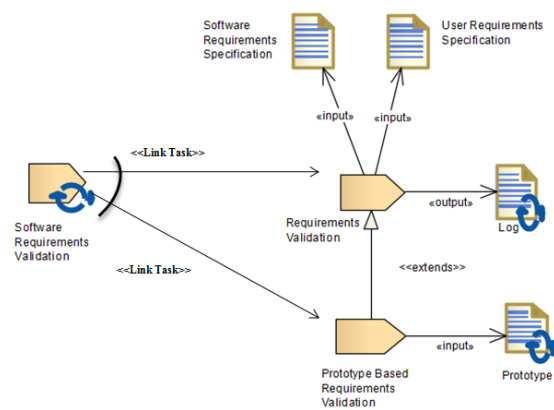 Software
Requirements
Specification
User Requirements
Specification
«input»
«input»
<<Link Task>>
Software
Requirements
Validation
Requirements
Validation
«output»
Log
<<Link Task>>
<<extends>>
«input»
Prototype Based
Requirements
Validation
Prototype